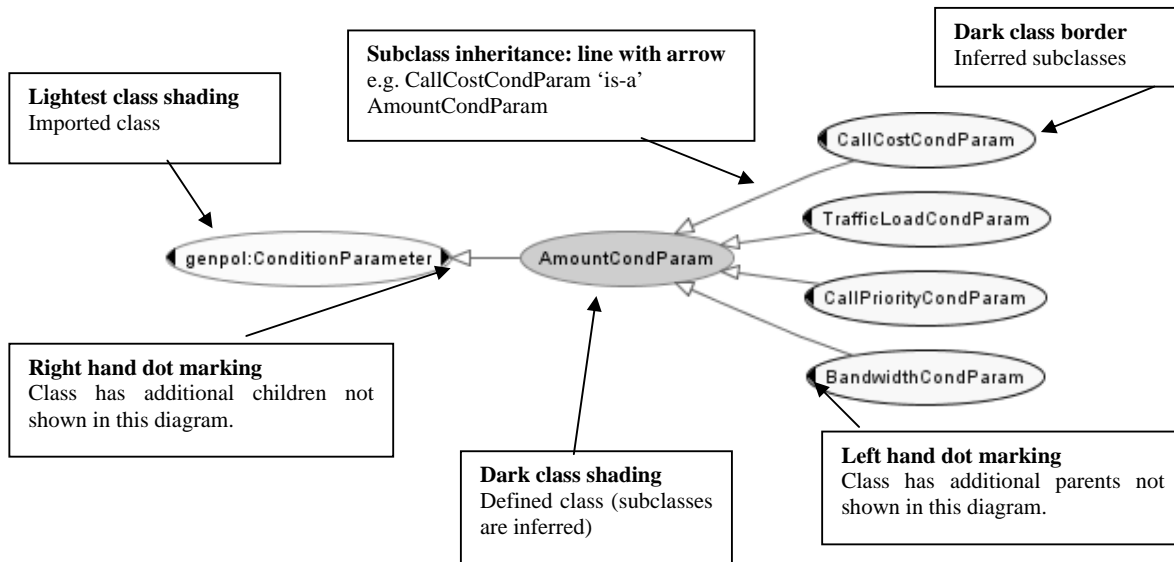 Dark class border
Inferred subclasses
Subclass inheritance: line with arrow
e.g. CallCostCondParam ‘is-a’
AmountCondParam
Lightest class shading
Imported class
CallCostCondParam
TrafficLoadCondParam
genpol:ConditionParameter
AmountCondParam
CallPriorityCondParam
BandwidthCondParam
Right hand dot marking
Class has additional children not
shown in this diagram.
Dark class shading
Defined class (subclasses
are inferred)
Left hand dot marking
Class has additional parents not
shown in this diagram.